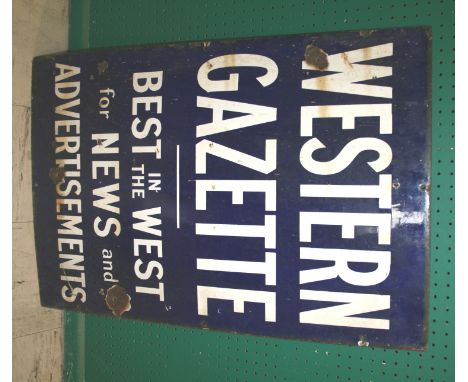 WESTERN
GAZETTE
BEST IN THE WEST
for NEWS and
ADVERTISEMENTS